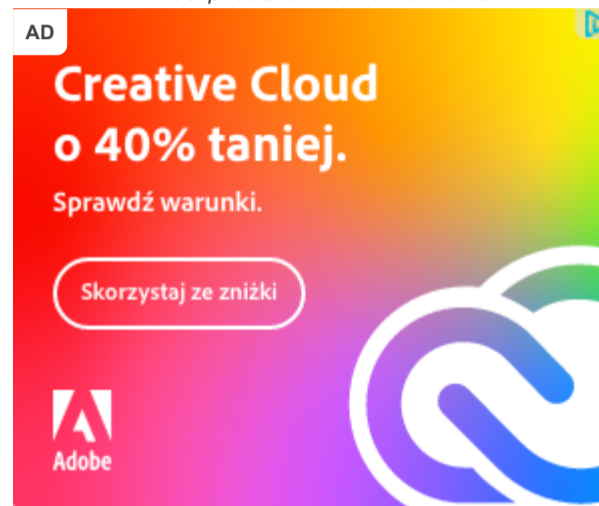 AD
Creative Cloud
o 40% taniej.
Sprawdź warunki.
Skorzystaj ze zniżki
Adobe